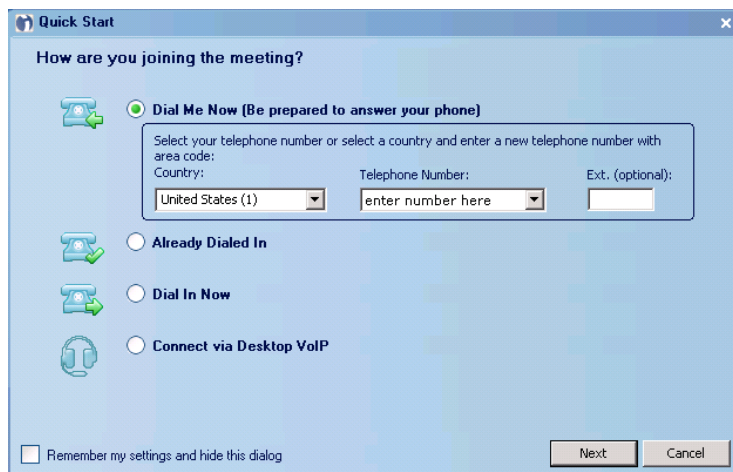 Quick Start
How are you joining the meeting?
Dial Me Now (Be prepared to answer your phone)
Select your telephone number or select a country and enter a new telephone number with
area code:
Country: Telephone Number: Ext. (optional):
United States (1) enter number here
Already Dialed In
Dial In Now
Connect via Desktop VoIP
Remember my settings and hide this dialog Next Cancel